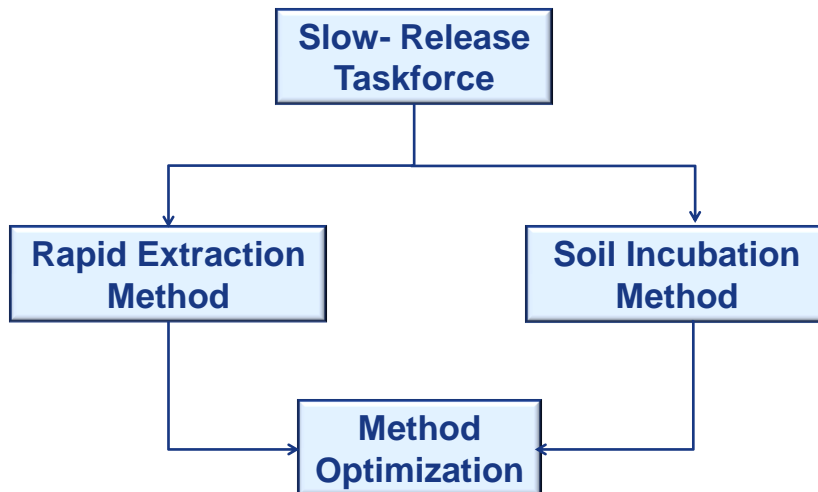 Slow- Release
Taskforce
Rapid Extraction
Method
Soil Incubation
Method
Method
Optimization